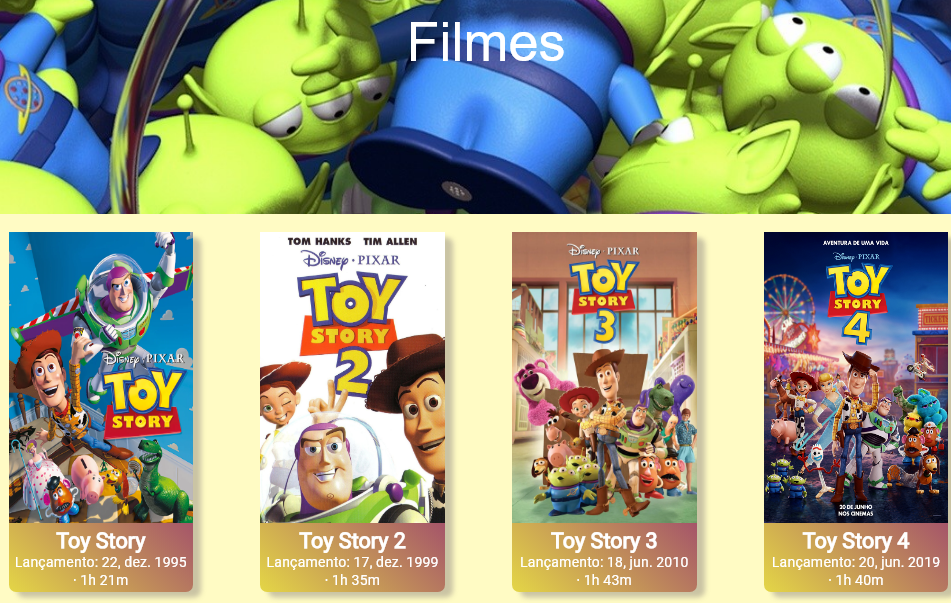 Filmes
Disney · PIXAR
TOY
STORY
Toy Story
Lançamento: 22, dez. 1995
· 1h 21m
TOM HANKS TIM ALLEN
Disney · PIXAR
TOY
STORY
2
Toy Story 2
Lançamento: 17, dez. 1999
· 1h 35m
Disney · PIXAR
TOY
STORY
3
Toy Story 3
Lançamento: 18, jun. 2010
· 1h 43m
AVENTURA DE UMA VIDA
Disney · PIXAR
TOY
STORY
4
20 DE JUNHO
NOS CINEMAS
Toy Story 4
Lançamento: 20, jun. 2019
· 1h 40m